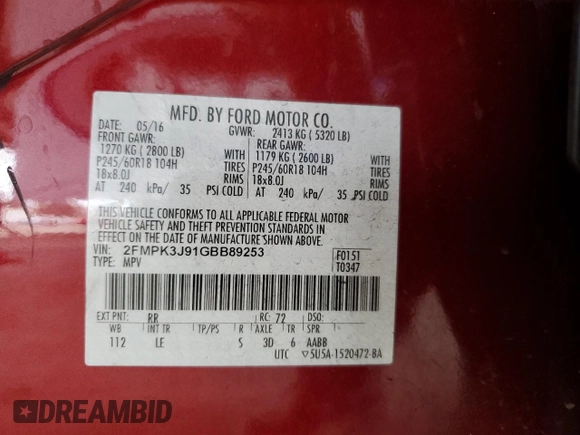 MFD. BY FORD MOTOR CO.
DATE: 05/16 GVWR: 2413 KG ( 5320 LB)
FRONT GAWR: REAR GAWR:
1270 KG ( 2800 LB) WITH 1179 KG ( 2600 LB) WITH
P245/60R18 104H TIRES P245/60R18 104H TIRES
18x8.0J RIMS 18x8.0J RIMS
AT 240 kPa/ 35 PSI COLD AT 240 kPa/ 35 PSI COLD
THIS VEHICLE CONFORMS TO ALL APPLICABLE FEDERAL MOTOR
VEHICLE SAFETY AND THEFT PREVENTION STANDARDS IN
EFFECT ON THE DATE OF MANUFACTURE SHOWN ABOVE.
VIN: 2FMPK3J91GBB89253 F0151
TYPE: MPV T0347
EXT PNT: RR RC: 72 DSO:
WB INT TR TP/PS R AXLE TR SPR
112 LE S 3D 6 AABB
UTC ▽5U5A-1520472-BA
DREAMBID